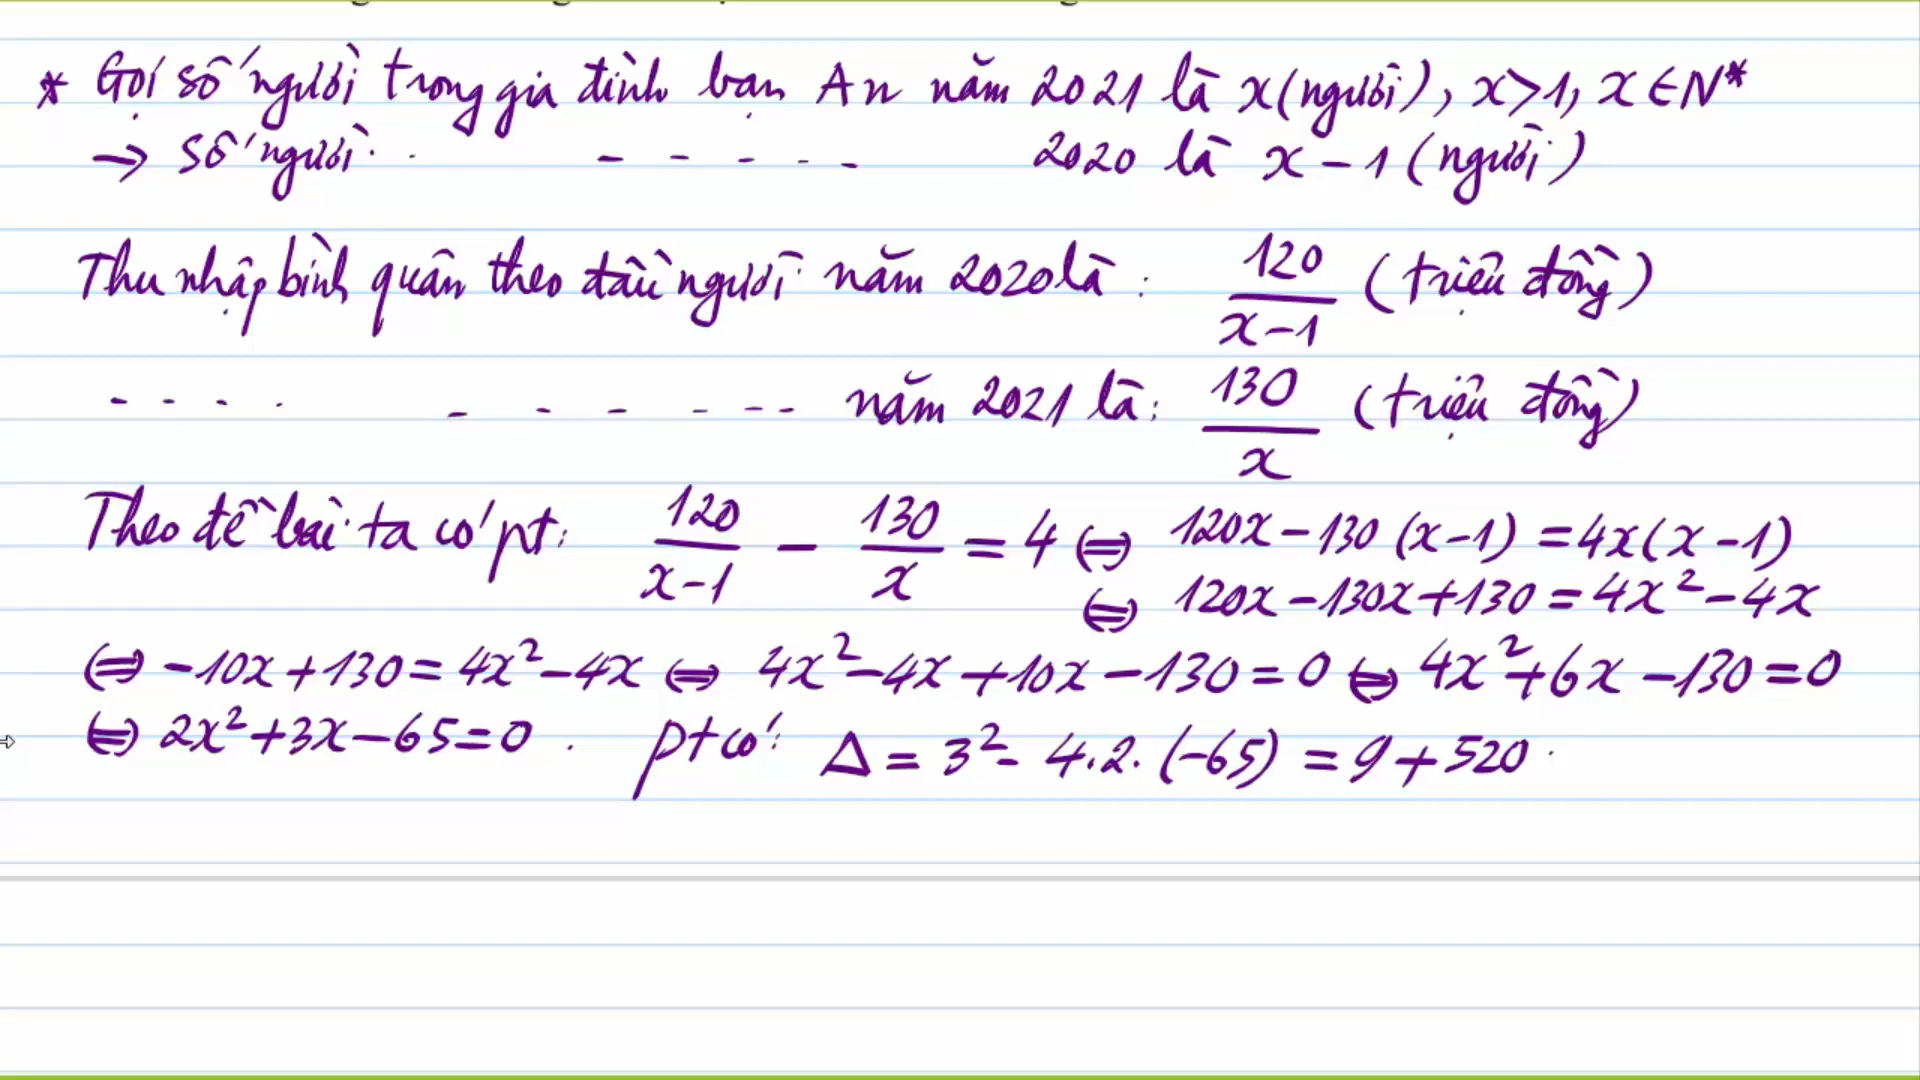 * Gọi số người trong gia đình bạn An năm 2021 là x (người), x>1, x∈N*
→ số người . - - - - - 2020 là x-1 (người)
Thu nhập bình quân theo đầu người năm 2020 là : 120/(x-1) (triệu đồng)
- - - - - - - - - - năm 2021 là: 130/x (triệu đồng)
Theo đề bài ta có pt: 120/(x-1) - 130/x = 4 ⇔ 120x - 130(x-1) = 4x(x-1)
⇔ 120x - 130x + 130 = 4x² - 4x
⇔ -10x + 130 = 4x² - 4x ⇔ 4x² - 4x + 10x - 130 = 0 ⇔ 4x² + 6x - 130 = 0
⇔ 2x² + 3x - 65 = 0 . pt có: Δ = 3² - 4.2.(-65) = 9 + 520